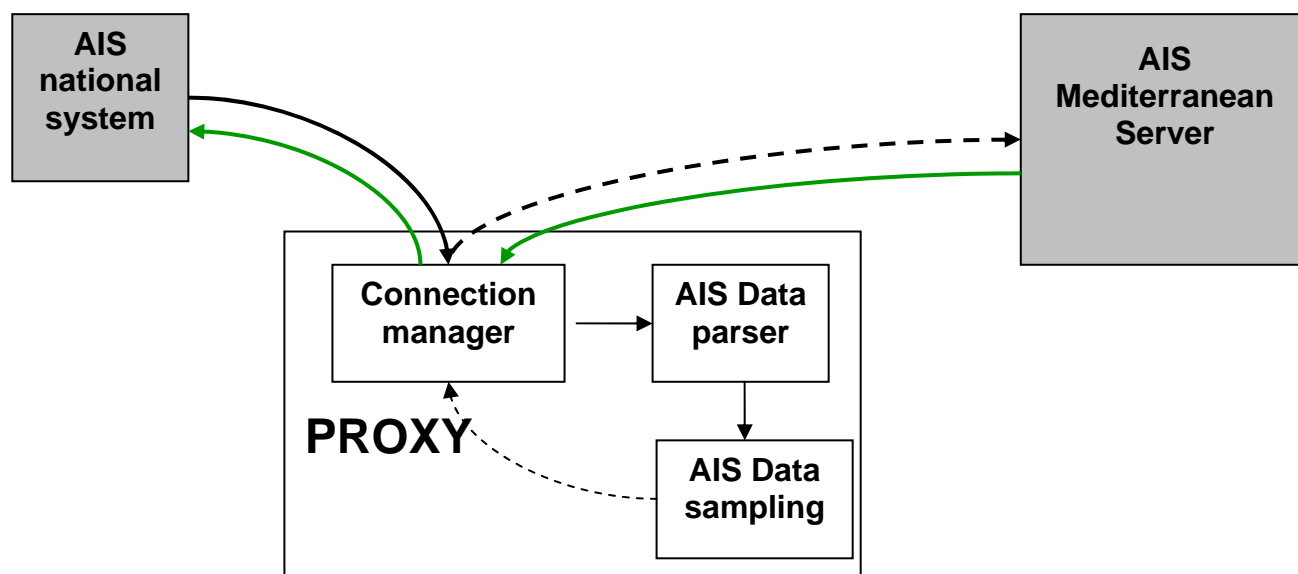 AIS
national
system
AIS
Mediterranean
Server
Connection
manager
AIS Data
parser
PROXY
AIS Data
sampling